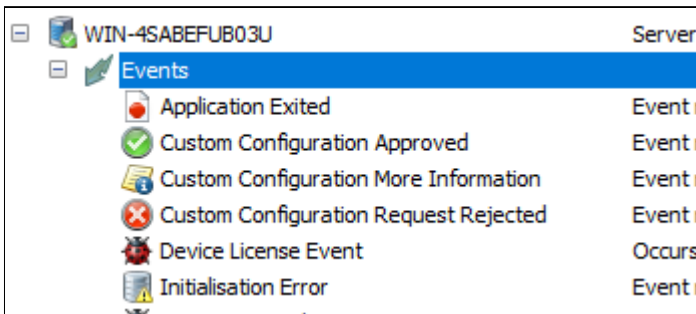 WIN-4SABEFUB03U Server
Events
Application Exited Event
Custom Configuration Approved Event
Custom Configuration More Information Event
Custom Configuration Request Rejected Event
Device License Event Occurs
Initialisation Error Event